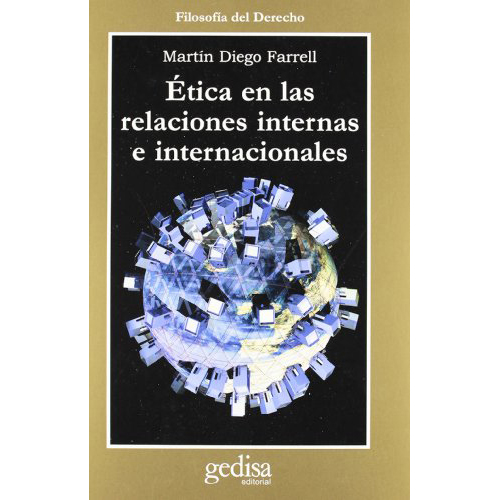 Filosofía del Derecho
Martín Diego Farrell
Ética en las
relaciones internas
e internacionales
gedisa
editorial